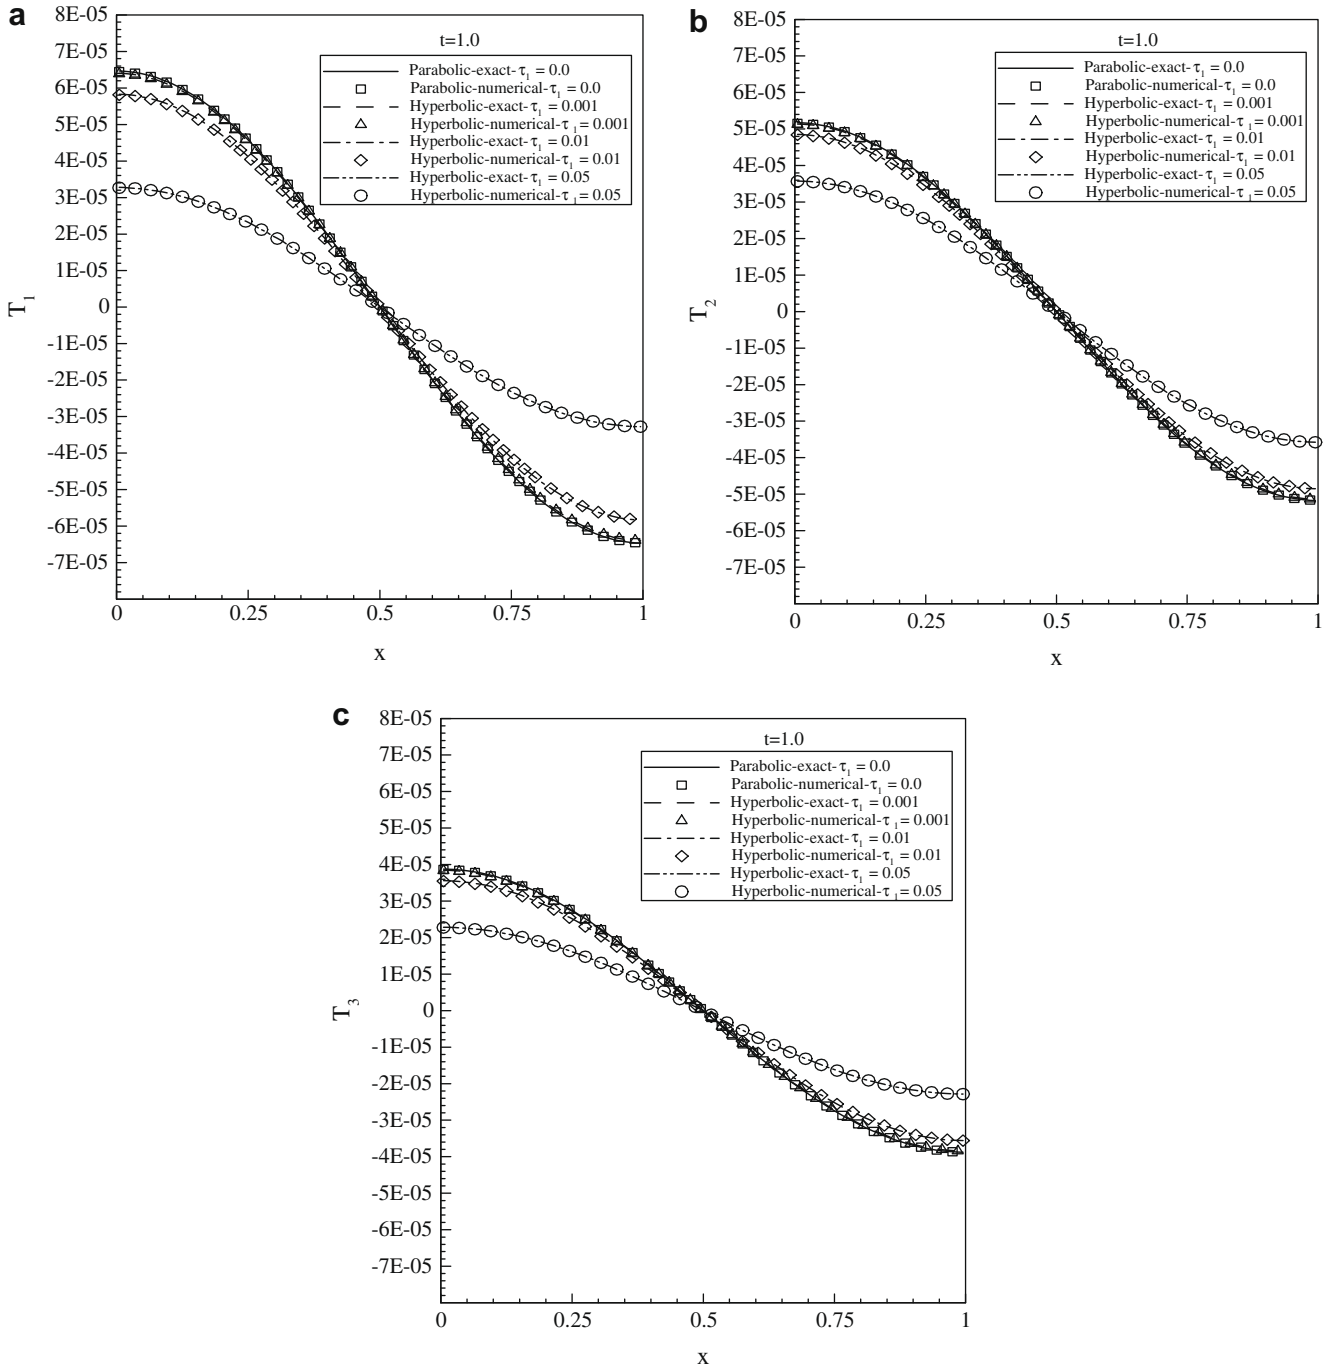 a
8E-05
7E-05
6E-05
5E-05
4E-05
3E-05
2E-05
1E-05
0
-1E-05
-2E-05
-3E-05
-4E-05
-5E-05
-6E-05
-7E-05
T1
t=1.0
Parabolic-exact-τ1 = 0.0
Parabolic-numerical-τ1 = 0.0
Hyperbolic-exact-τ1 = 0.001
Hyperbolic-numerical-τ1 = 0.001
Hyperbolic-exact-τ1 = 0.01
Hyperbolic-numerical-τ1 = 0.01
Hyperbolic-exact-τ1 = 0.05
Hyperbolic-numerical-τ1 = 0.05
0 0.25 0.5 0.75 1
x
b
8E-05
7E-05
6E-05
5E-05
4E-05
3E-05
2E-05
1E-05
0
-1E-05
-2E-05
-3E-05
-4E-05
-5E-05
-6E-05
-7E-05
T2
t=1.0
Parabolic-exact-τ1 = 0.0
Parabolic-numerical-τ1 = 0.0
Hyperbolic-exact-τ1 = 0.001
Hyperbolic-numerical-τ1 = 0.001
Hyperbolic-exact-τ1 = 0.01
Hyperbolic-numerical-τ1 = 0.01
Hyperbolic-exact-τ1 = 0.05
Hyperbolic-numerical-τ1 = 0.05
0 0.25 0.5 0.75 1
x
c
8E-05
7E-05
6E-05
5E-05
4E-05
3E-05
2E-05
1E-05
0
-1E-05
-2E-05
-3E-05
-4E-05
-5E-05
-6E-05
-7E-05
T3
t=1.0
Parabolic-exact-τ1 = 0.0
Parabolic-numerical-τ1 = 0.0
Hyperbolic-exact-τ1 = 0.001
Hyperbolic-numerical-τ1 = 0.001
Hyperbolic-exact-τ1 = 0.01
Hyperbolic-numerical-τ1 = 0.01
Hyperbolic-exact-τ1 = 0.05
Hyperbolic-numerical-τ1 = 0.05
0 0.25 0.5 0.75 1
x